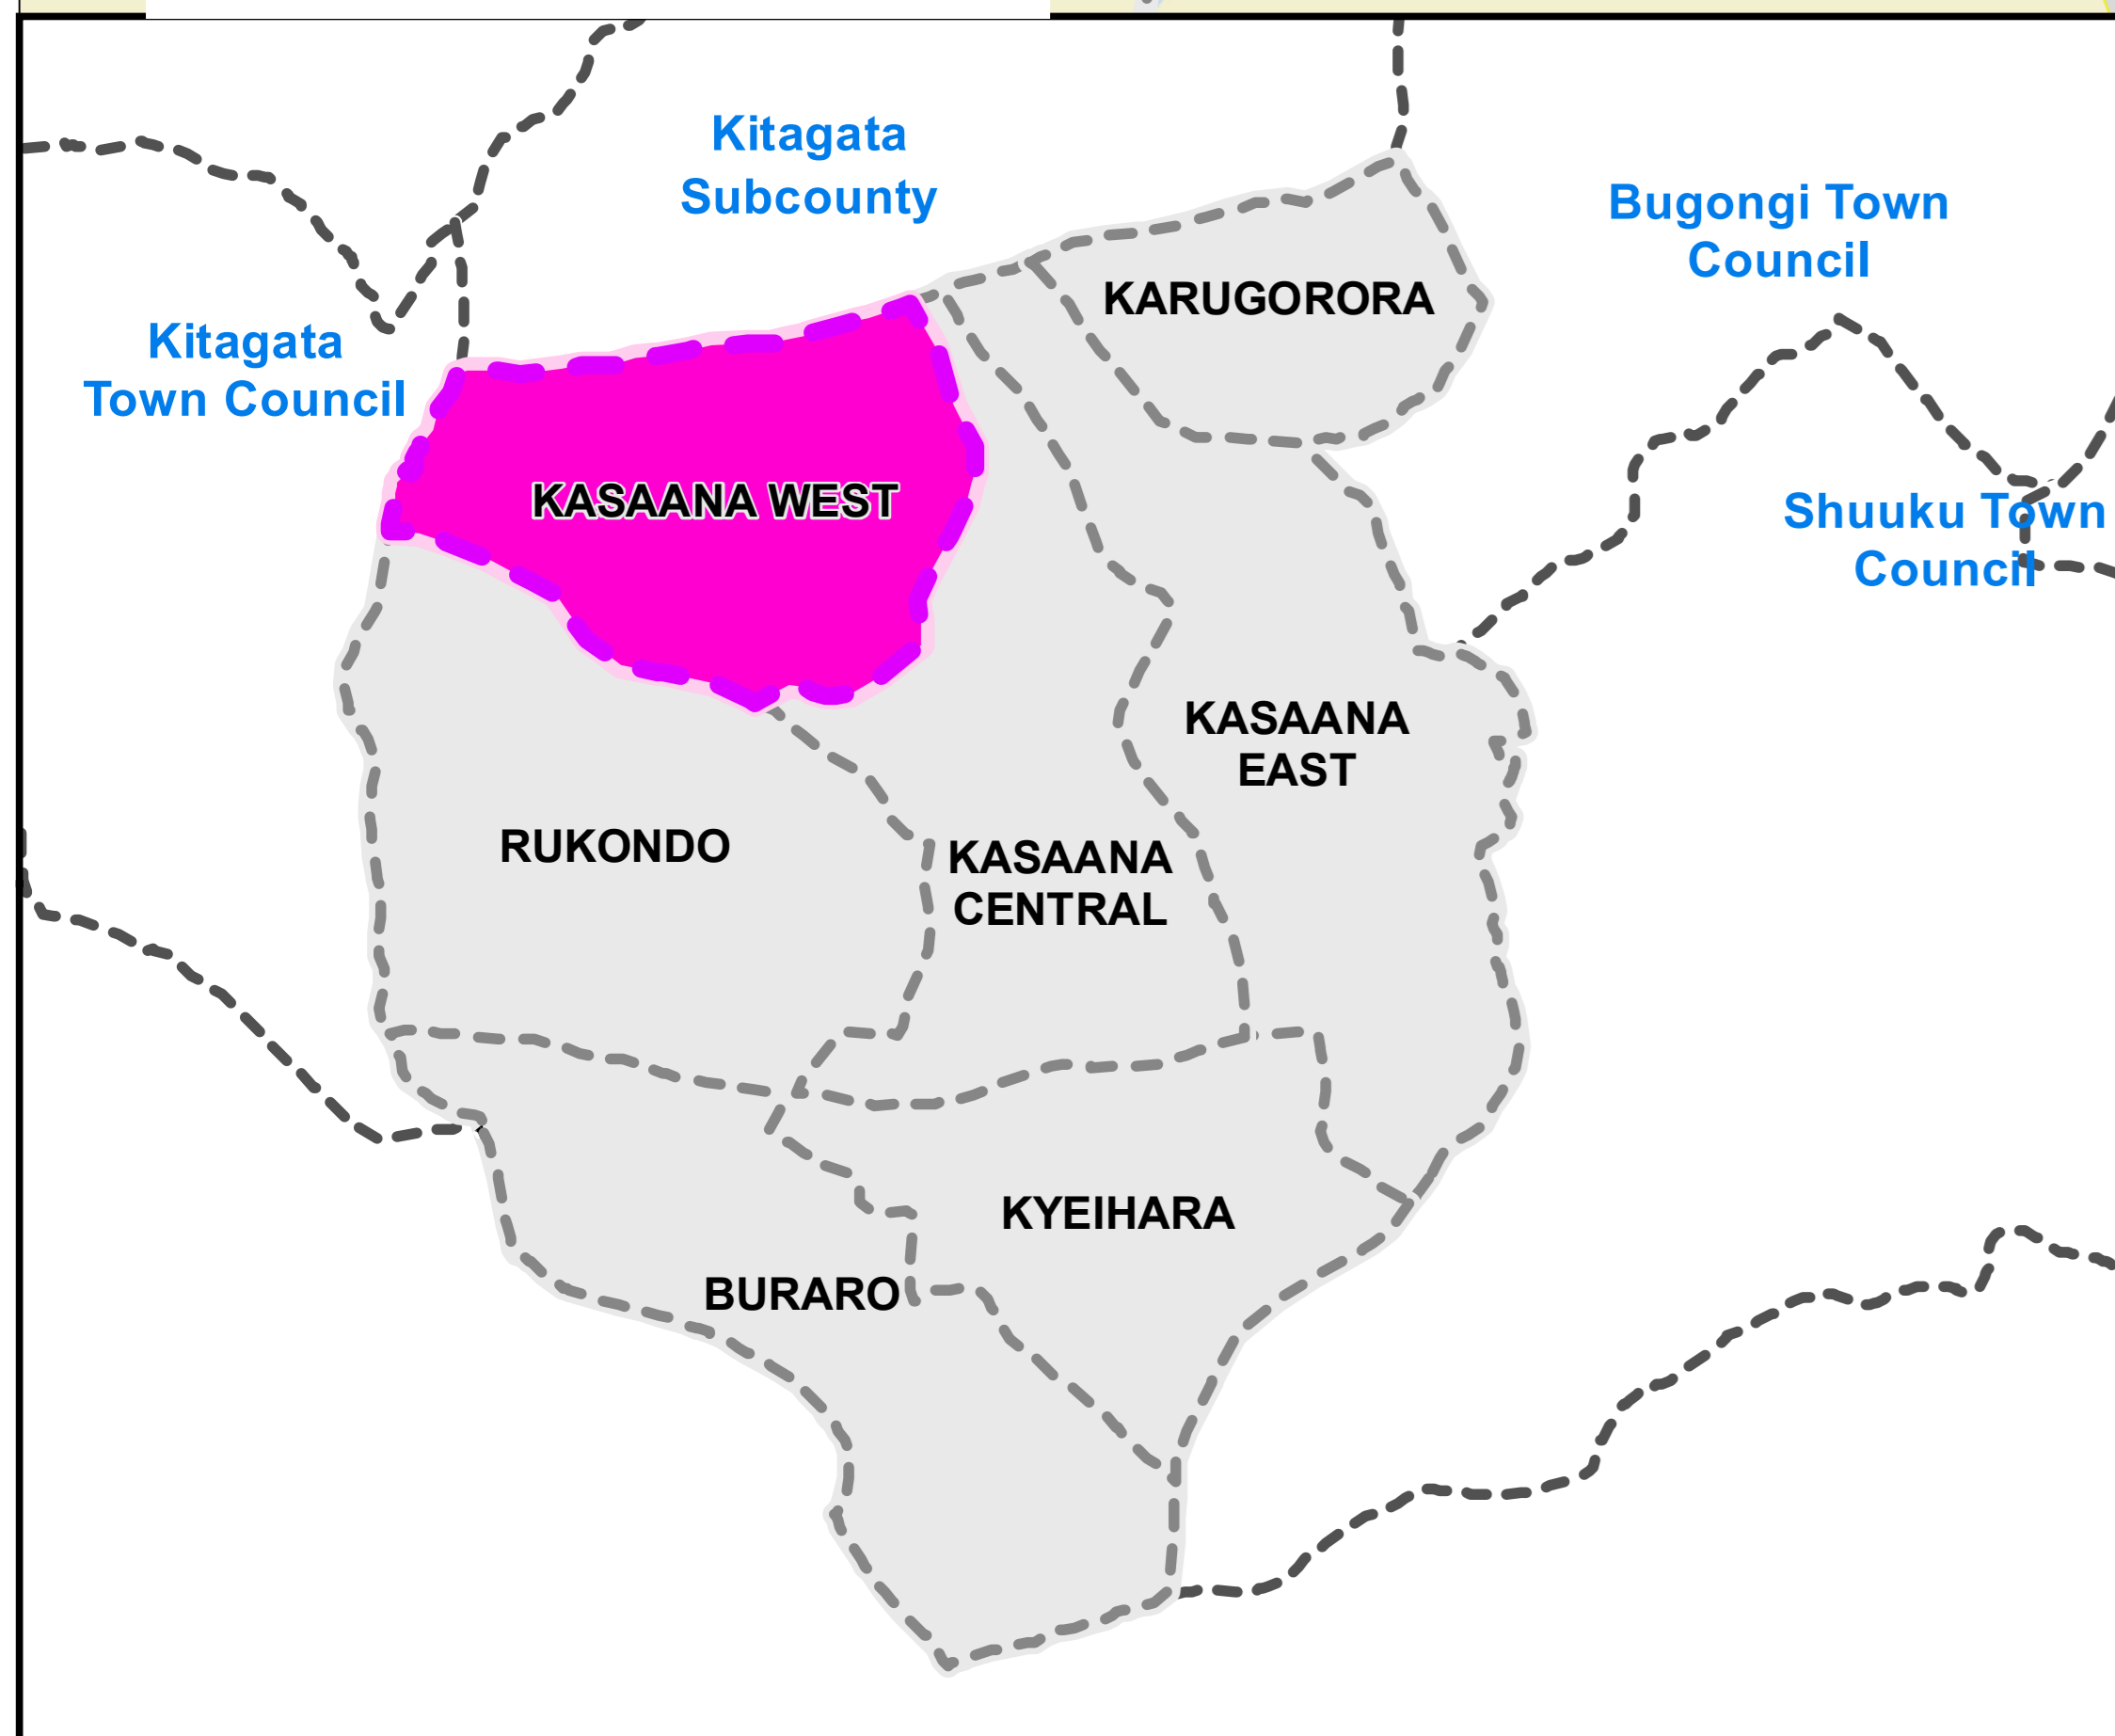 Kitagata
Subcounty
Bugongi Town
Council
KARUGORORA
Kitagata
Town Council
KASAANA WEST
Shuuku Town
Council
KASAANA
EAST
RUKONDO
KASAANA
CENTRAL
KYEIHARA
BURARO